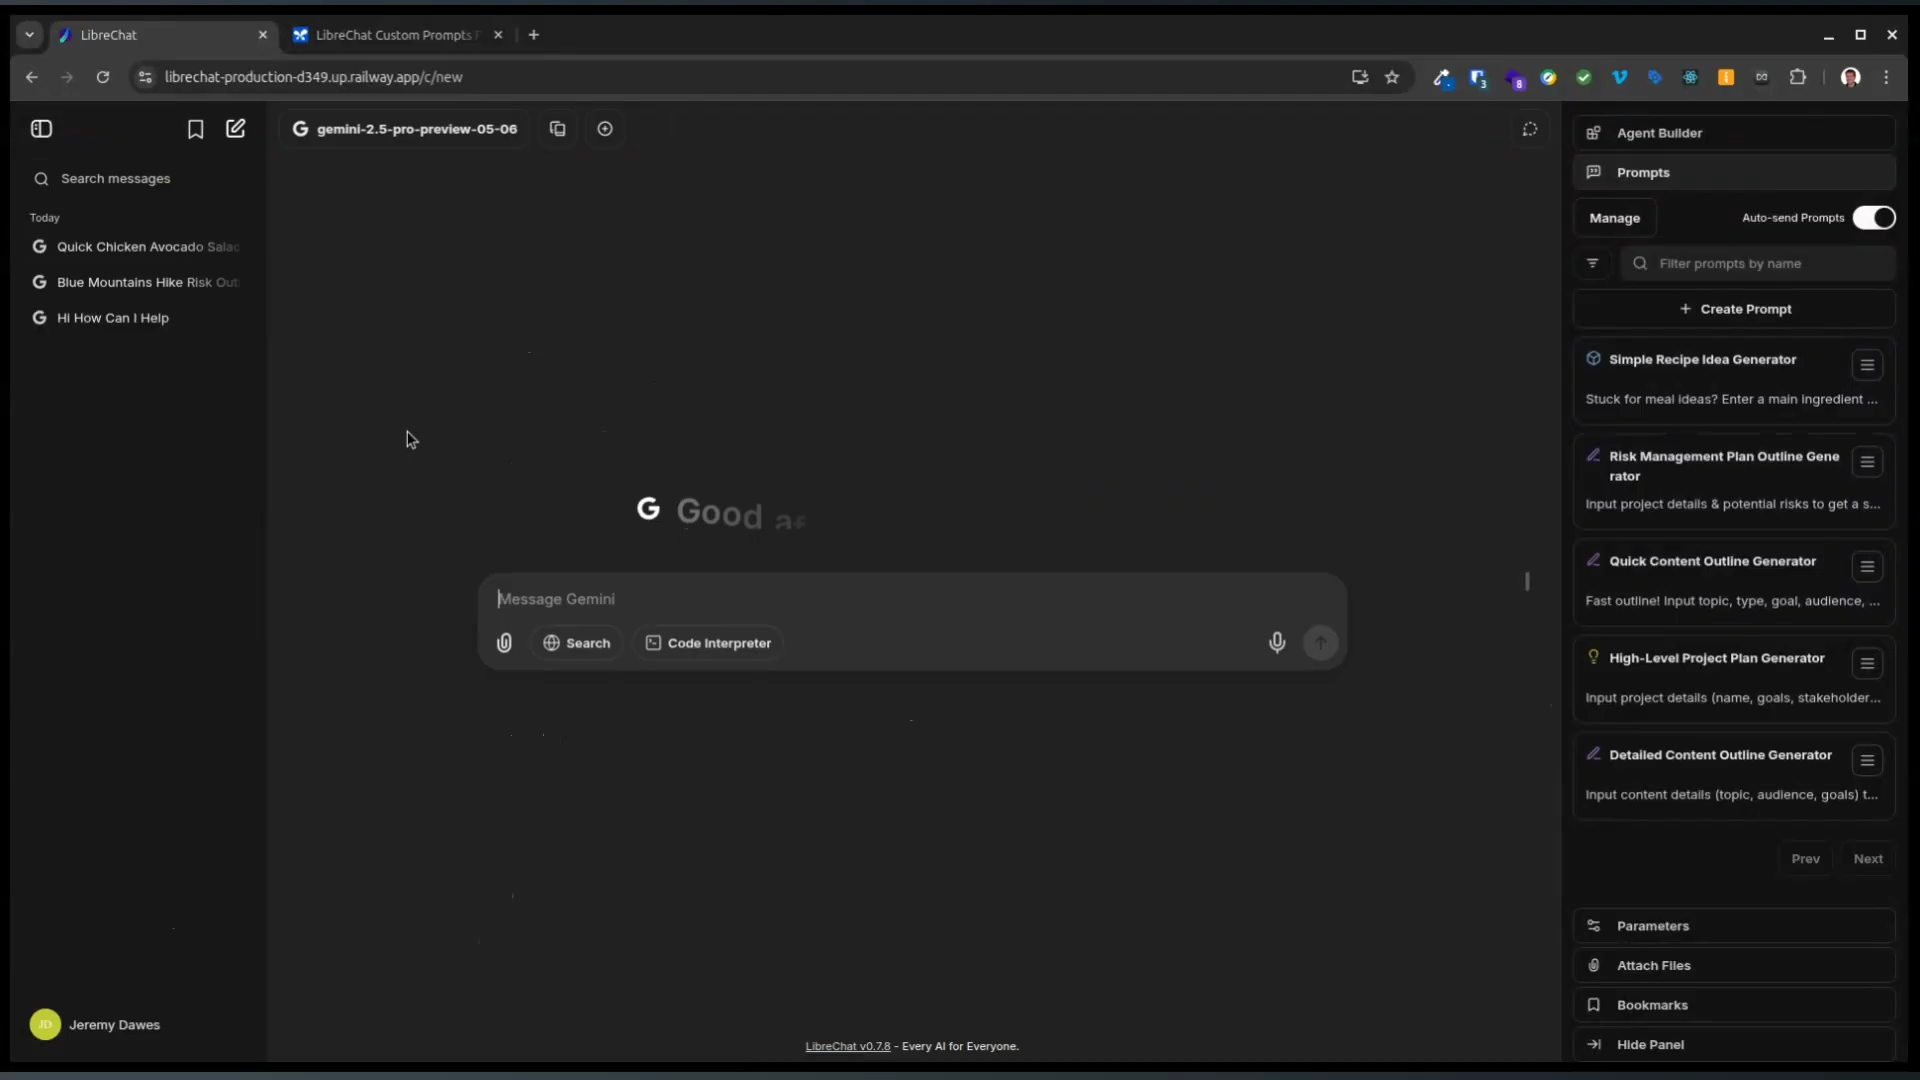 LibreChat
LibreChat Custom Prompts
librechat-production-d349.up.railway.app/c/new
3
8
Search messages
Today
Quick Chicken Avocado Salad
Blue Mountains Hike Risk Out
Hi How Can I Help
JD
Jeremy Dawes
gemini-2.5-pro-preview-05-06
Good
Message Gemini
Search
Code Interpreter
LibreChat v0.7.8 - Every AI for Everyone.
Agent Builder
Prompts
Manage
Auto-send Prompts
Filter prompts by name
+ Create Prompt
Simple Recipe Idea Generator
Stuck for meal ideas? Enter a main ingredient ...
Risk Management Plan Outline Gene
rator
Input project details & potential risks to get a s...
Quick Content Outline Generator
Fast outline! Input topic, type, goal, audience, ...
High-Level Project Plan Generator
Input project details (name, goals, stakeholder...
Detailed Content Outline Generator
Input content details (topic, audience, goals) t...
Prev
Next
Parameters
Attach Files
Bookmarks
Hide Panel